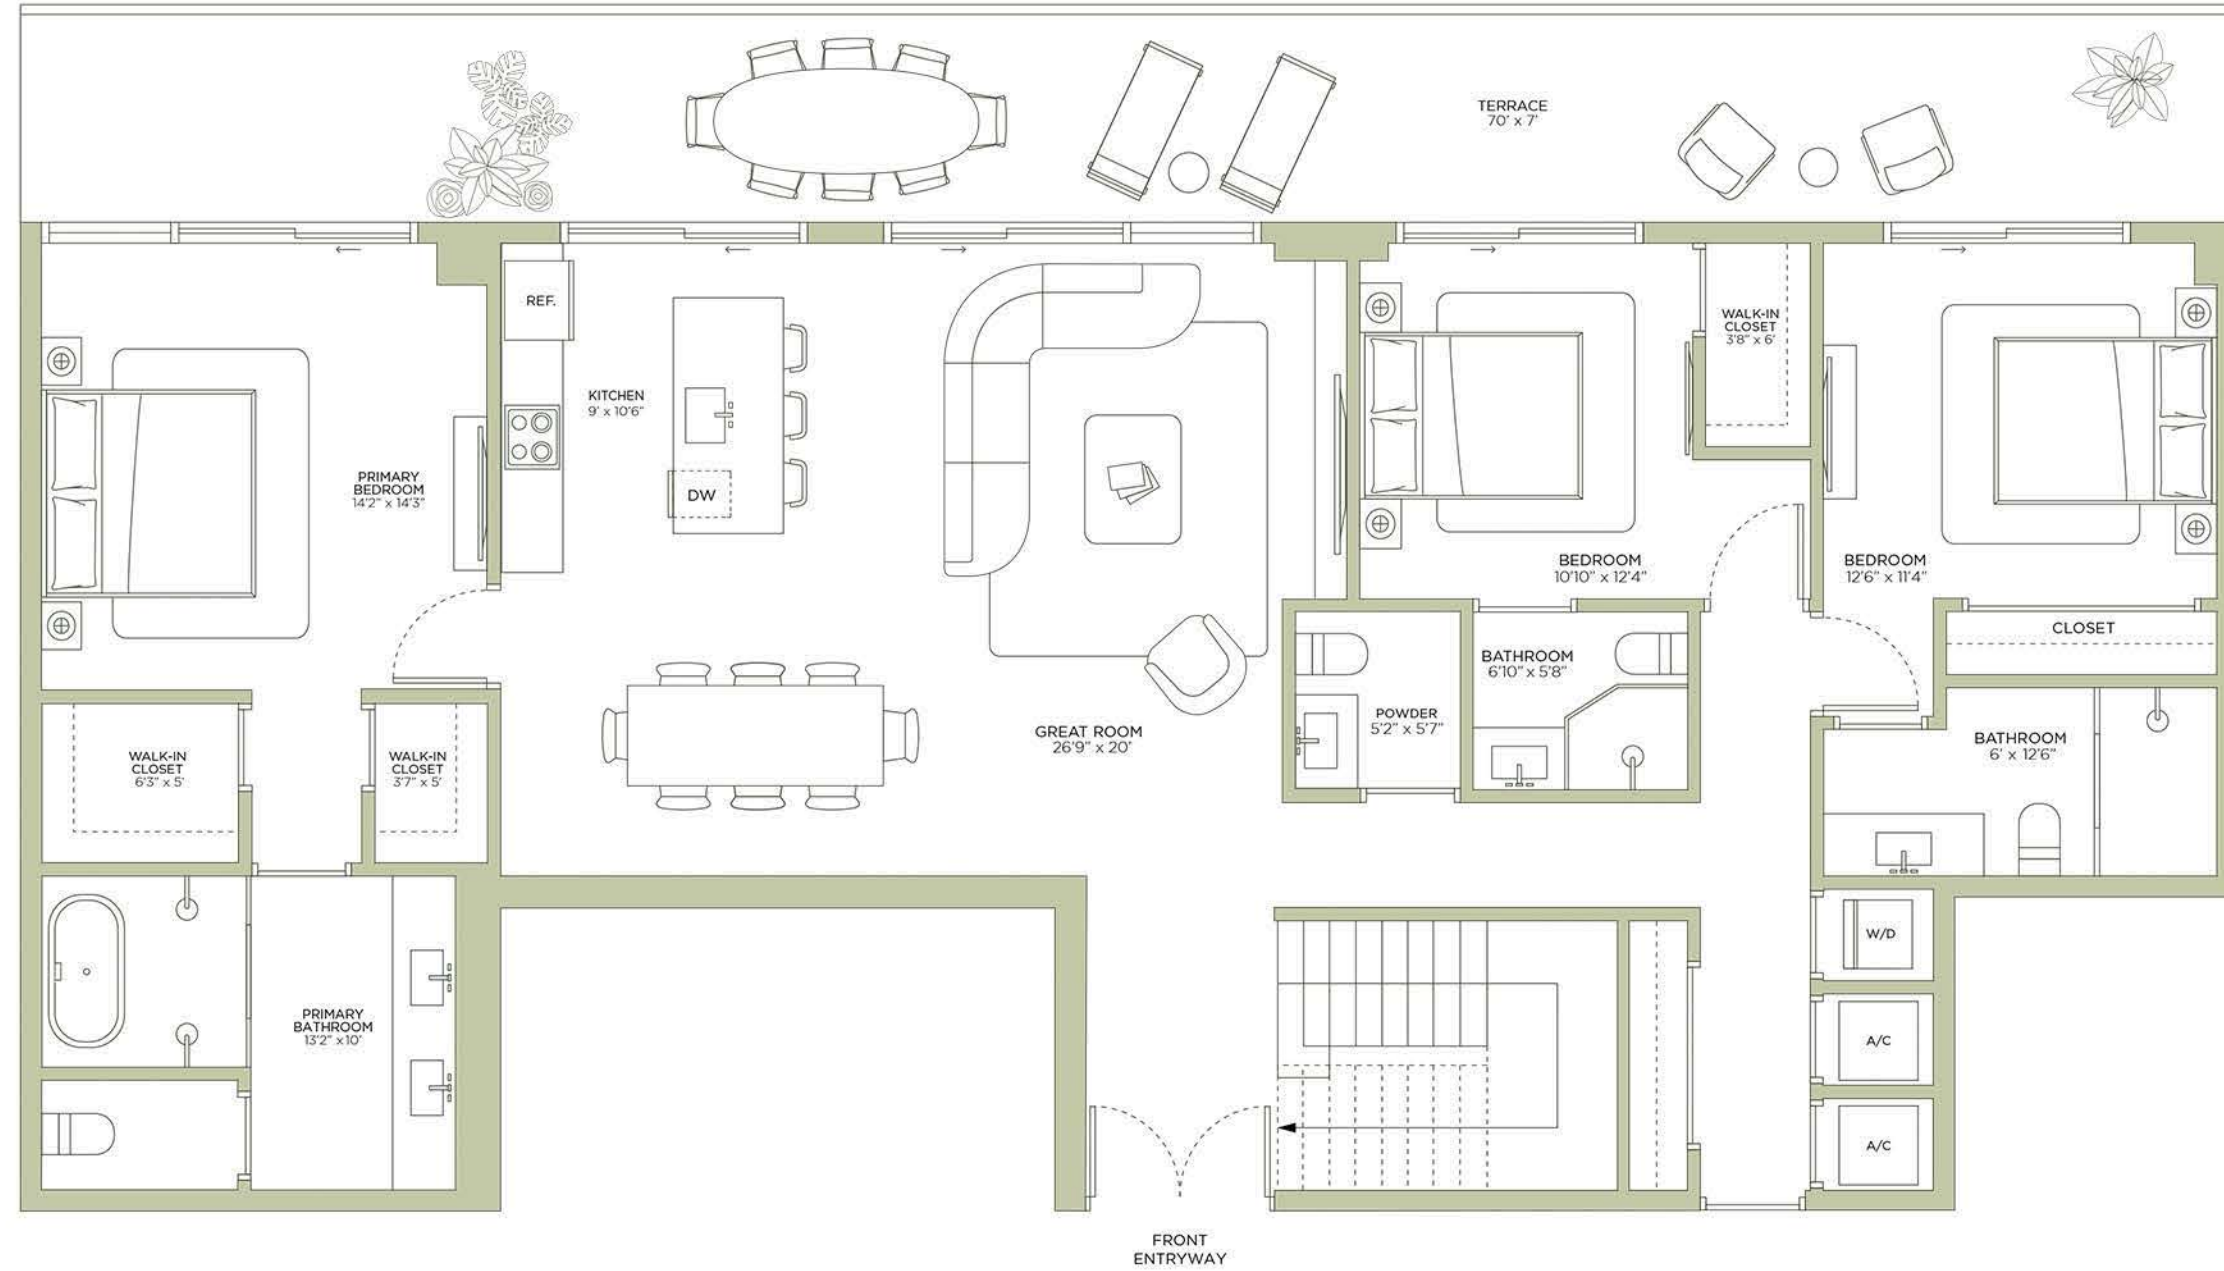 TERRACE
70' x 7'
REF.
KITCHEN
9' x 10'6"
DW
PRIMARY
BEDROOM
14'2" x 14'3"
WALK-IN
CLOSET
3'8" x 6'
BEDROOM
10'10" x 12'4"
BEDROOM
12'6" x 11'4"
CLOSET
WALK-IN
CLOSET
6'3" x 5'
WALK-IN
CLOSET
3'7" x 5'
GREAT ROOM
26'9" x 20'
POWDER
5'2" x 5'7"
BATHROOM
6'10" x 5'8"
BATHROOM
6' x 12'6"
PRIMARY
BATHROOM
13'2" x 10'
W/D
A/C
A/C
FRONT
ENTRYWAY